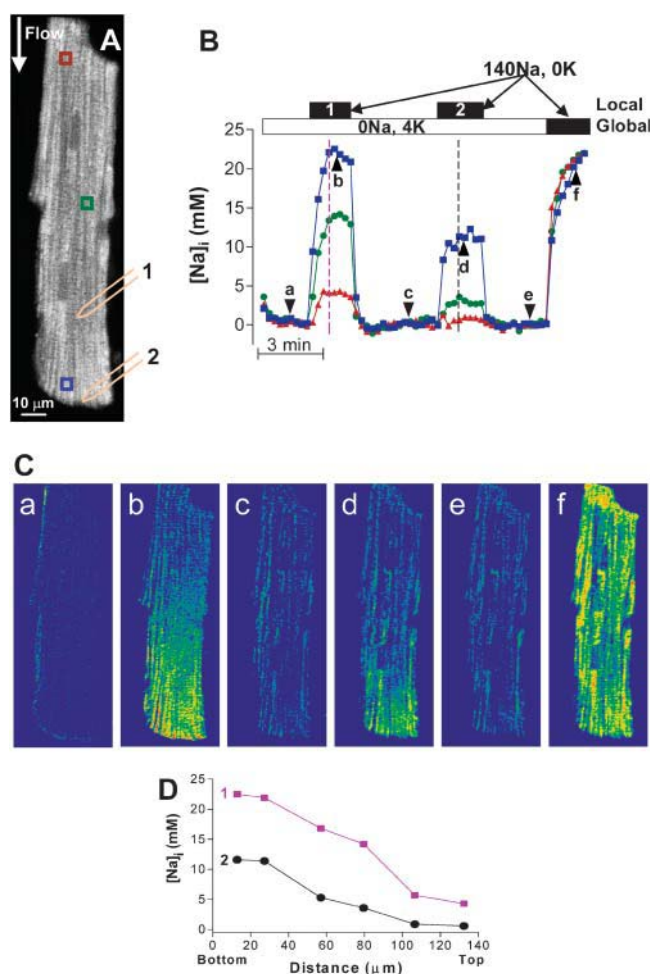 A
Flow
1
2
10 μm
B
140Na, 0K
1
2
Local
0Na, 4K
Global
[Na]i (mM)
25
20
15
10
5
0
a
b
c
d
e
f
3 min
C
a
b
c
d
e
f
D
[Na]i (mM)
25
20
15
10
5
0
1
2
0 20 40 60 80 100 120 140
Bottom Top
Distance (μm)